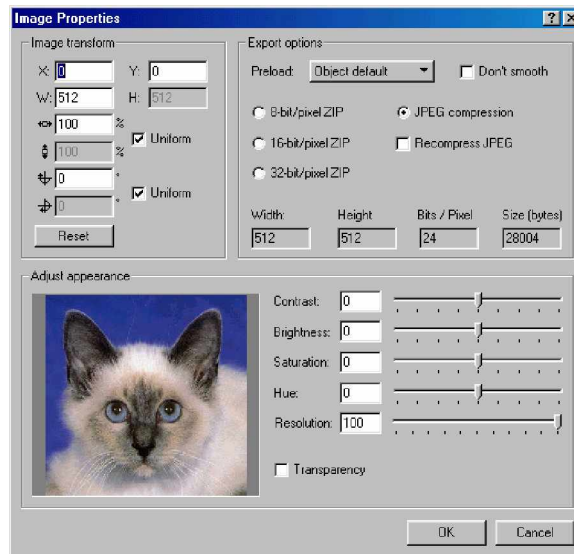 Image Properties
Image transform
X: 0 Y: 0
W: 512 H: 512
100 %
100 % Uniform
0 °
0 ° Uniform
Reset
Export options
Preload: Object default Don't smooth
8-bit/pixel ZIP JPEG compression
16-bit/pixel ZIP Recompress JPEG
32-bit/pixel ZIP
Width: Height Bits / Pixel Size (bytes)
512 512 24 28004
Adjust appearance
Contrast: 0
Brightness: 0
Saturation: 0
Hue: 0
Resolution: 100
Transparency
OK Cancel